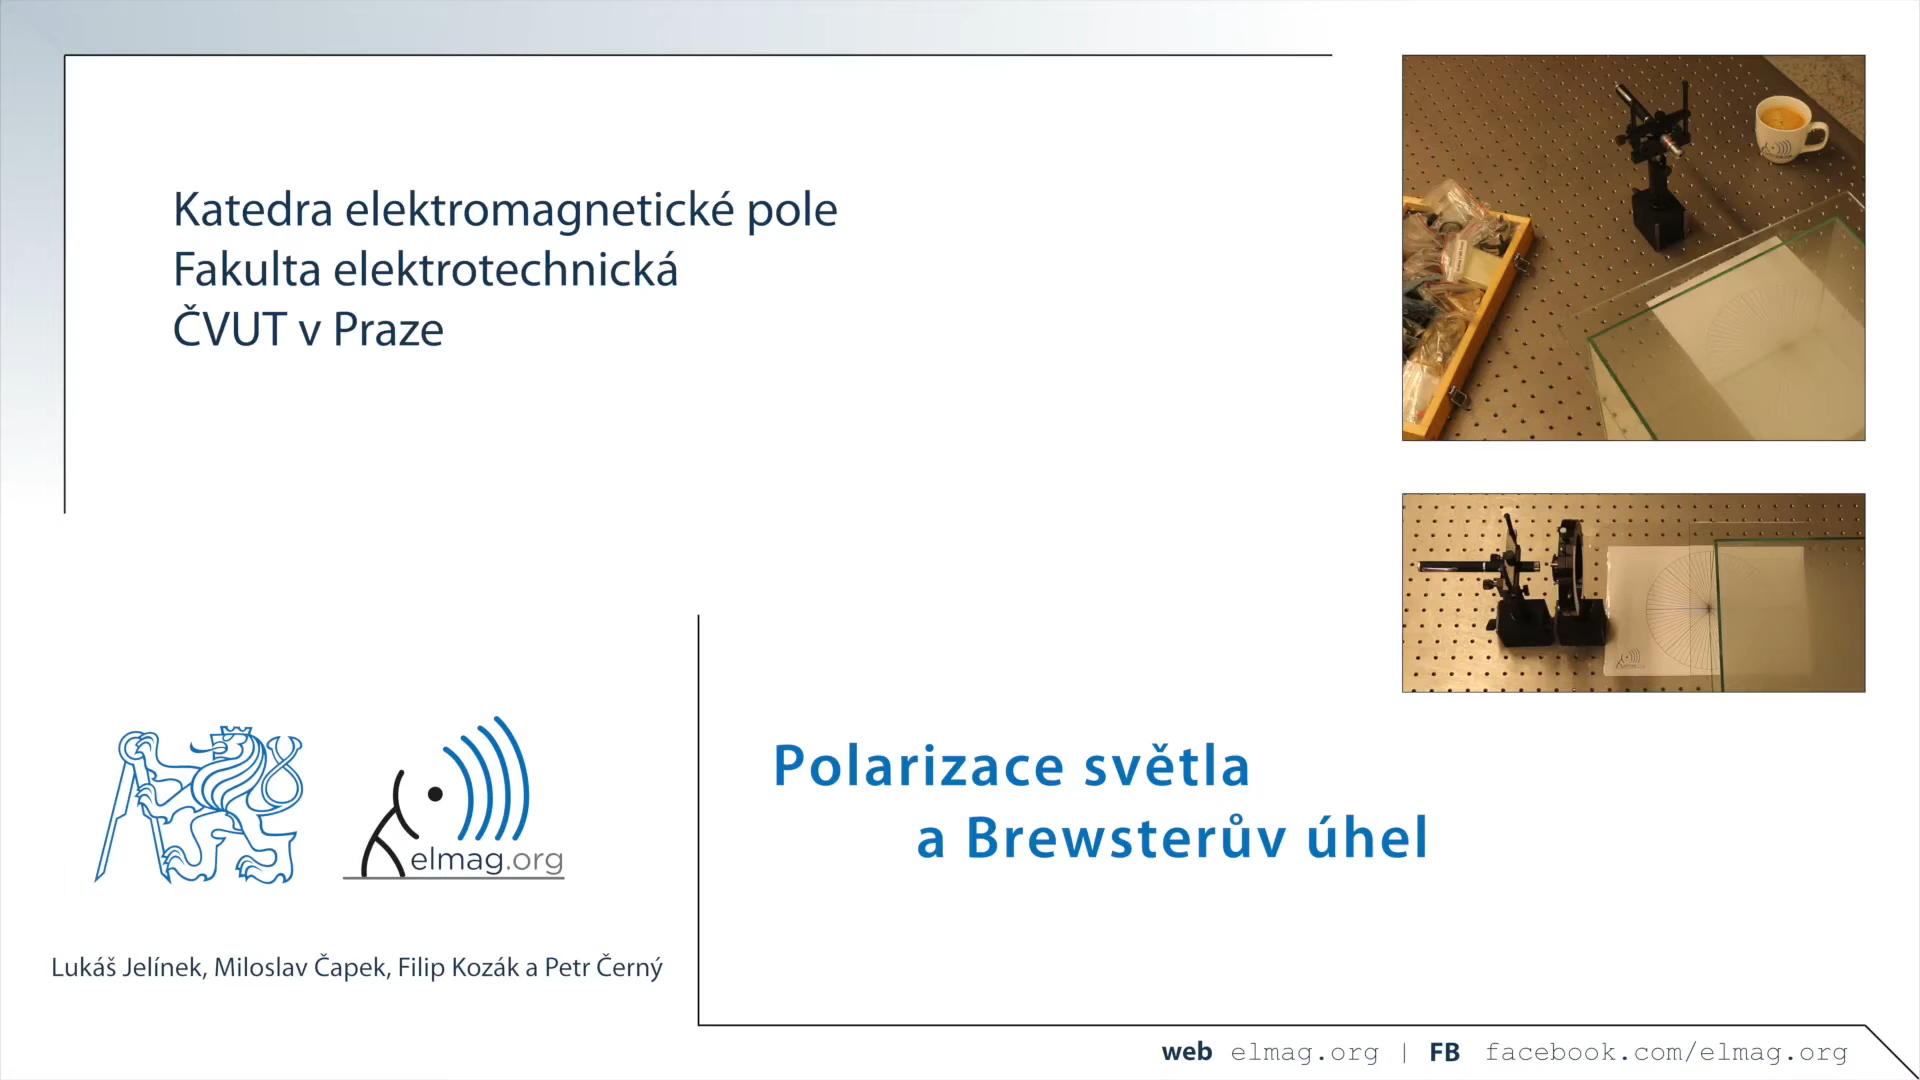 Katedra elektromagnetické pole
Fakulta elektrotechnická
ČVUT v Praze
elmag.org
Lukáš Jelínek, Miloslav Čapek, Filip Kozák a Petr Černý
Polarizace světla
a Brewsterův úhel
web elmag.org | FB facebook.com/elmag.org